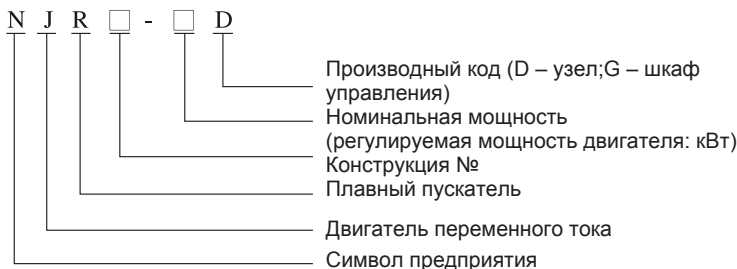 N J R □ - □ D
Производный код (D – узел;G – шкаф
управления)
Номинальная мощность
(регулируемая мощность двигателя: кВт)
Конструкция №
Плавный пускатель
Двигатель переменного тока
Символ предприятия